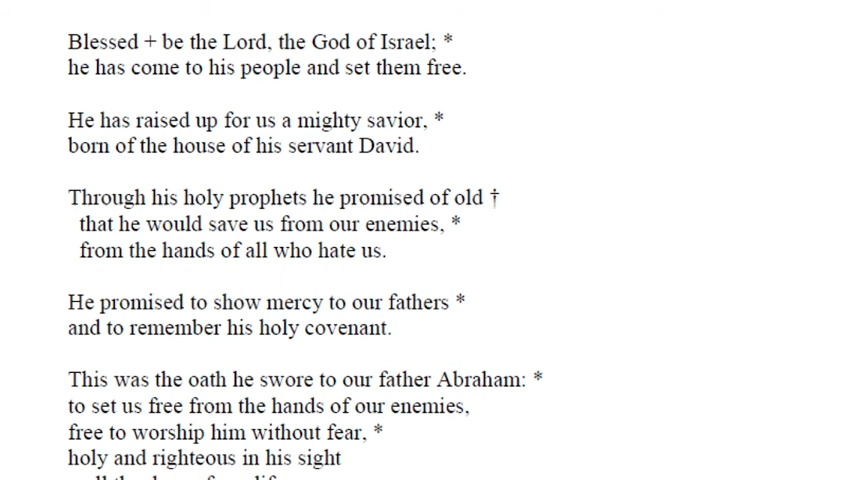 Blessed + be the Lord, the God of Israel; *
he has come to his people and set them free.
He has raised up for us a mighty savior, *
born of the house of his servant David.
Through his holy prophets he promised of old †
that he would save us from our enemies, *
from the hands of all who hate us.
He promised to show mercy to our fathers *
and to remember his holy covenant.
This was the oath he swore to our father Abraham: *
to set us free from the hands of our enemies,
free to worship him without fear, *
holy and righteous in his sight